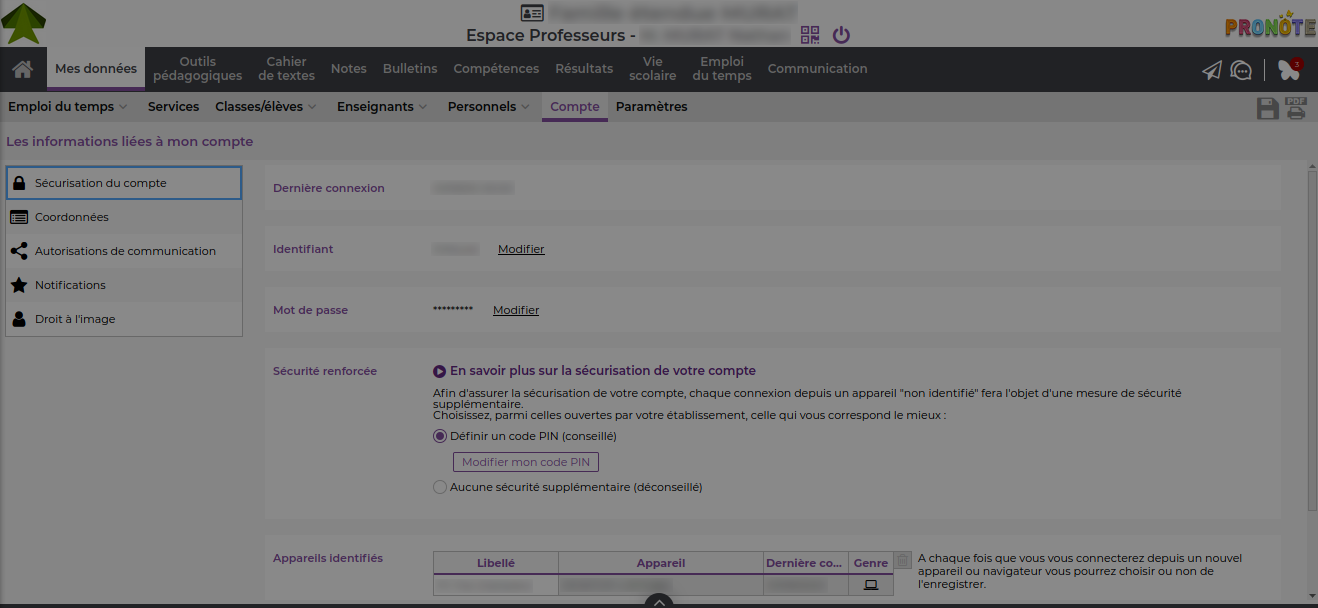 Espace Professeurs -
PRONOTE
Mes données
Outils
pédagogiques
Cahier
de textes
Notes
Bulletins
Compétences
Résultats
Vie
scolaire
Emploi
du temps
Communication
3
Emploi du temps
Services
Classes/élèves
Enseignants
Personnels
Compte
Paramètres
PDF
Les informations liées à mon compte
Sécurisation du compte
Coordonnées
Autorisations de communication
Notifications
Droit à l'image
Dernière connexion
Identifiant
Modifier
Mot de passe
*********
Modifier
Sécurité renforcée
En savoir plus sur la sécurisation de votre compte
Afin d'assurer la sécurisation de votre compte, chaque connexion depuis un appareil "non identifié" fera l'objet d'une mesure de sécurité
supplémentaire.
Choisissez, parmi celles ouvertes par votre établissement, celle qui vous correspond le mieux :
Définir un code PIN (conseillé)
Modifier mon code PIN
Aucune sécurité supplémentaire (déconseillé)
Appareils identifiés
Libellé
Appareil
Dernière co...
Genre
A chaque fois que vous vous connecterez depuis un nouvel
appareil ou navigateur vous pourrez choisir ou non de
l'enregistrer.